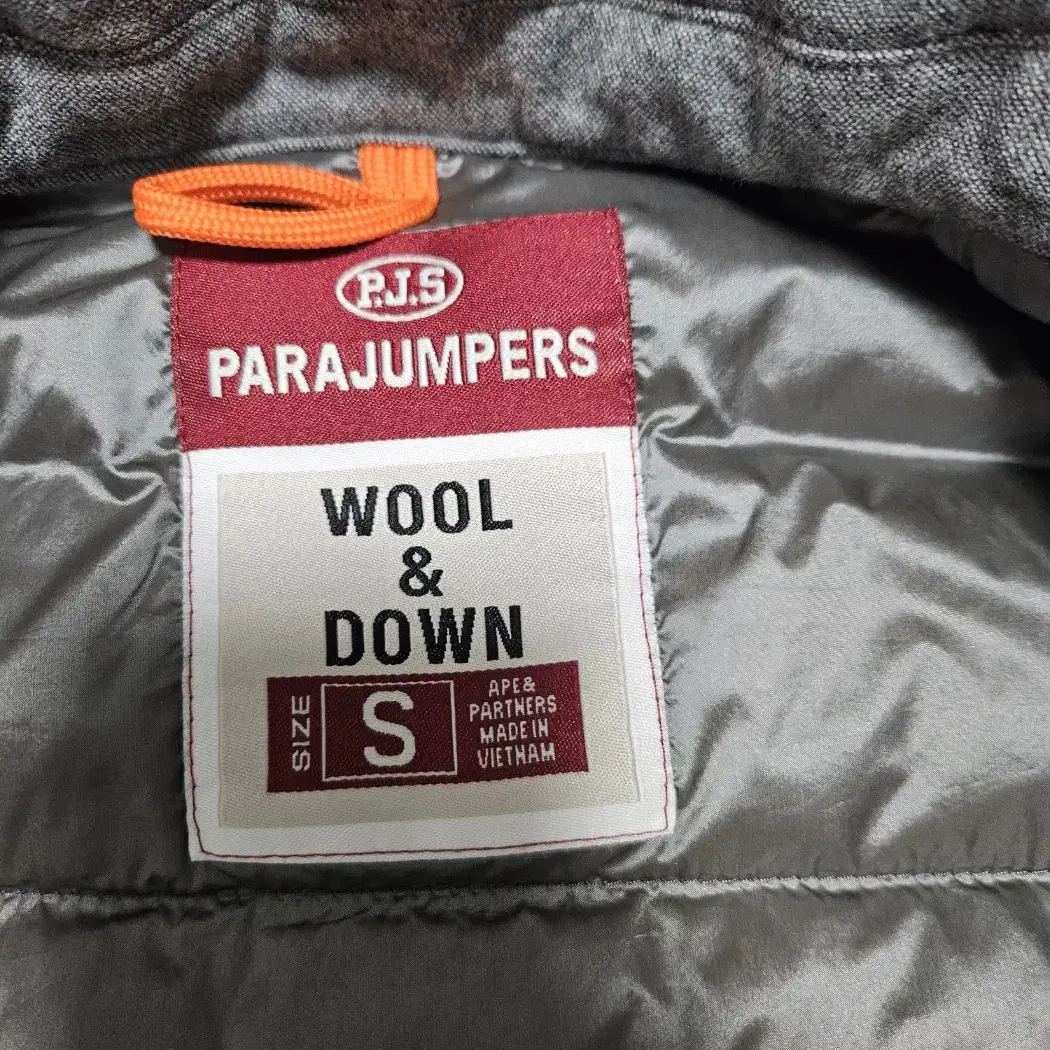 P.J.S
PARAJUMPERS
WOOL
&
DOWN
SIZE
S
APE &
PARTNERS
MADE IN
VIETNAM